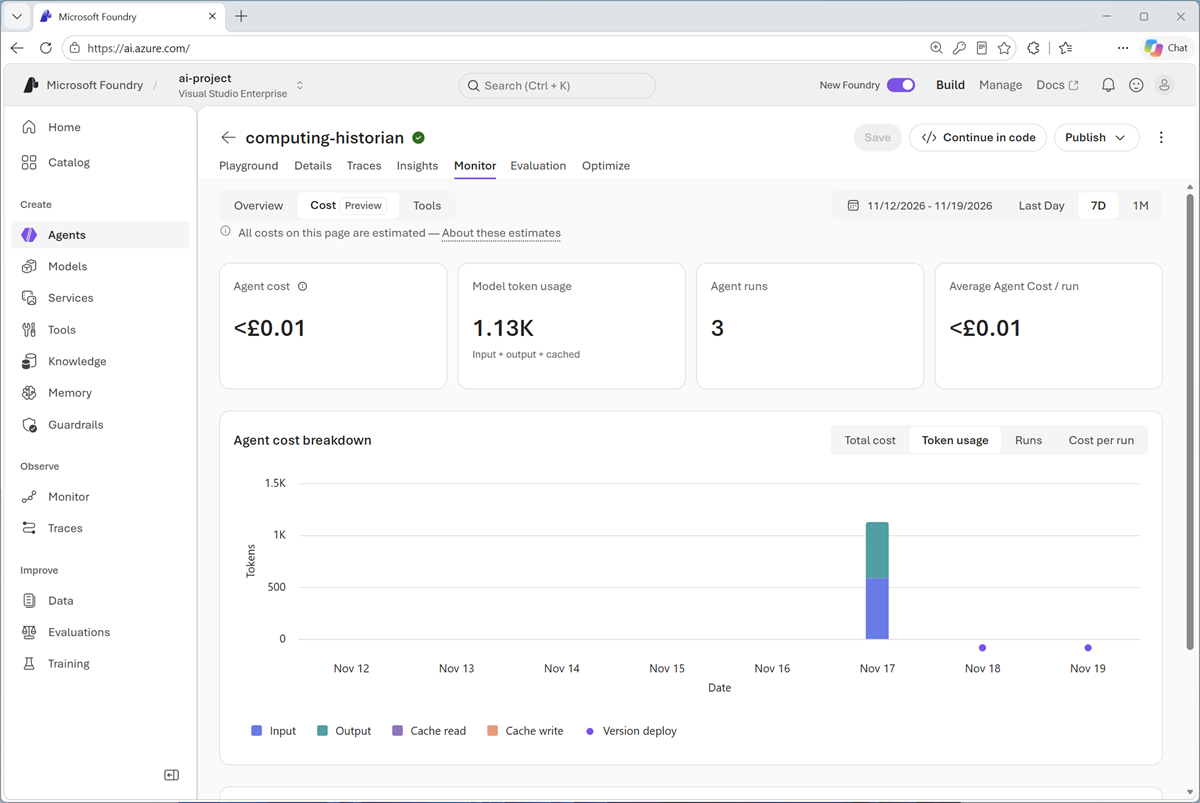 Microsoft Foundry
https://ai.azure.com/
Chat
Microsoft Foundry / ai-project
Visual Studio Enterprise
Search (Ctrl + K)
New Foundry
Build Manage Docs
Home
Catalog
Create
Agents
Models
Services
Tools
Knowledge
Memory
Guardrails
Observe
Monitor
Traces
Improve
Data
Evaluations
Training
computing-historian
Save </> Continue in code Publish
Playground Details Traces Insights Monitor Evaluation Optimize
Overview Cost Preview Tools
11/12/2026 - 11/19/2026 Last Day 7D 1M
All costs on this page are estimated — About these estimates
Agent cost
<£0.01
Model token usage
1.13K
Input + output + cached
Agent runs
3
Average Agent Cost / run
<£0.01
Agent cost breakdown
Total cost Token usage Runs Cost per run
1.5K
1K
500
0
Tokens
Nov 12 Nov 13 Nov 14 Nov 15 Nov 16 Nov 17 Nov 18 Nov 19
Date
Input Output Cache read Cache write Version deploy